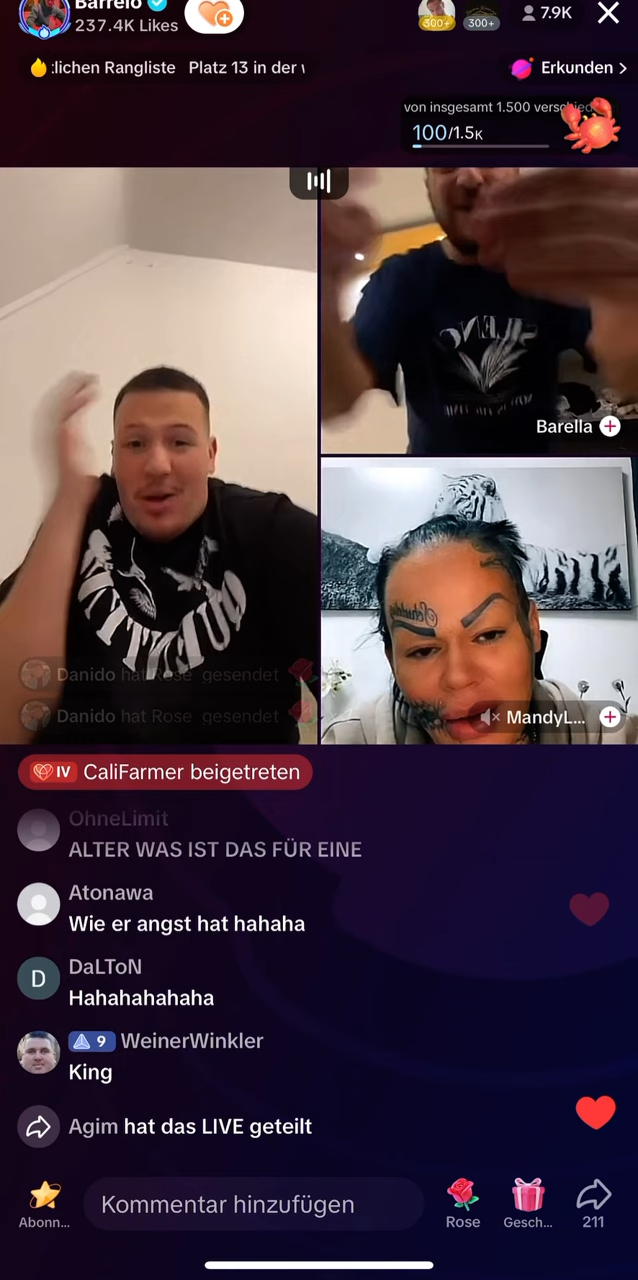 Barrelo
237.4K Likes
300+
300+
7.9K
:lichen Rangliste Platz 13 in der
Erkunden
von insgesamt 1.500 verschied
100/1.5K
Barella
Danido hat Rose gesendet
Danido hat Rose gesendet
MandyL...
IV CaliFarmer beigetreten
OhneLimit
ALTER WAS IST DAS FÜR EINE
Atonawa
Wie er angst hat hahaha
D
DaLToN
Hahahahahaha
9 WeinerWinkler
King
Agim hat das LIVE geteilt
Abonn...
Kommentar hinzufügen
Rose
Gesch...
211